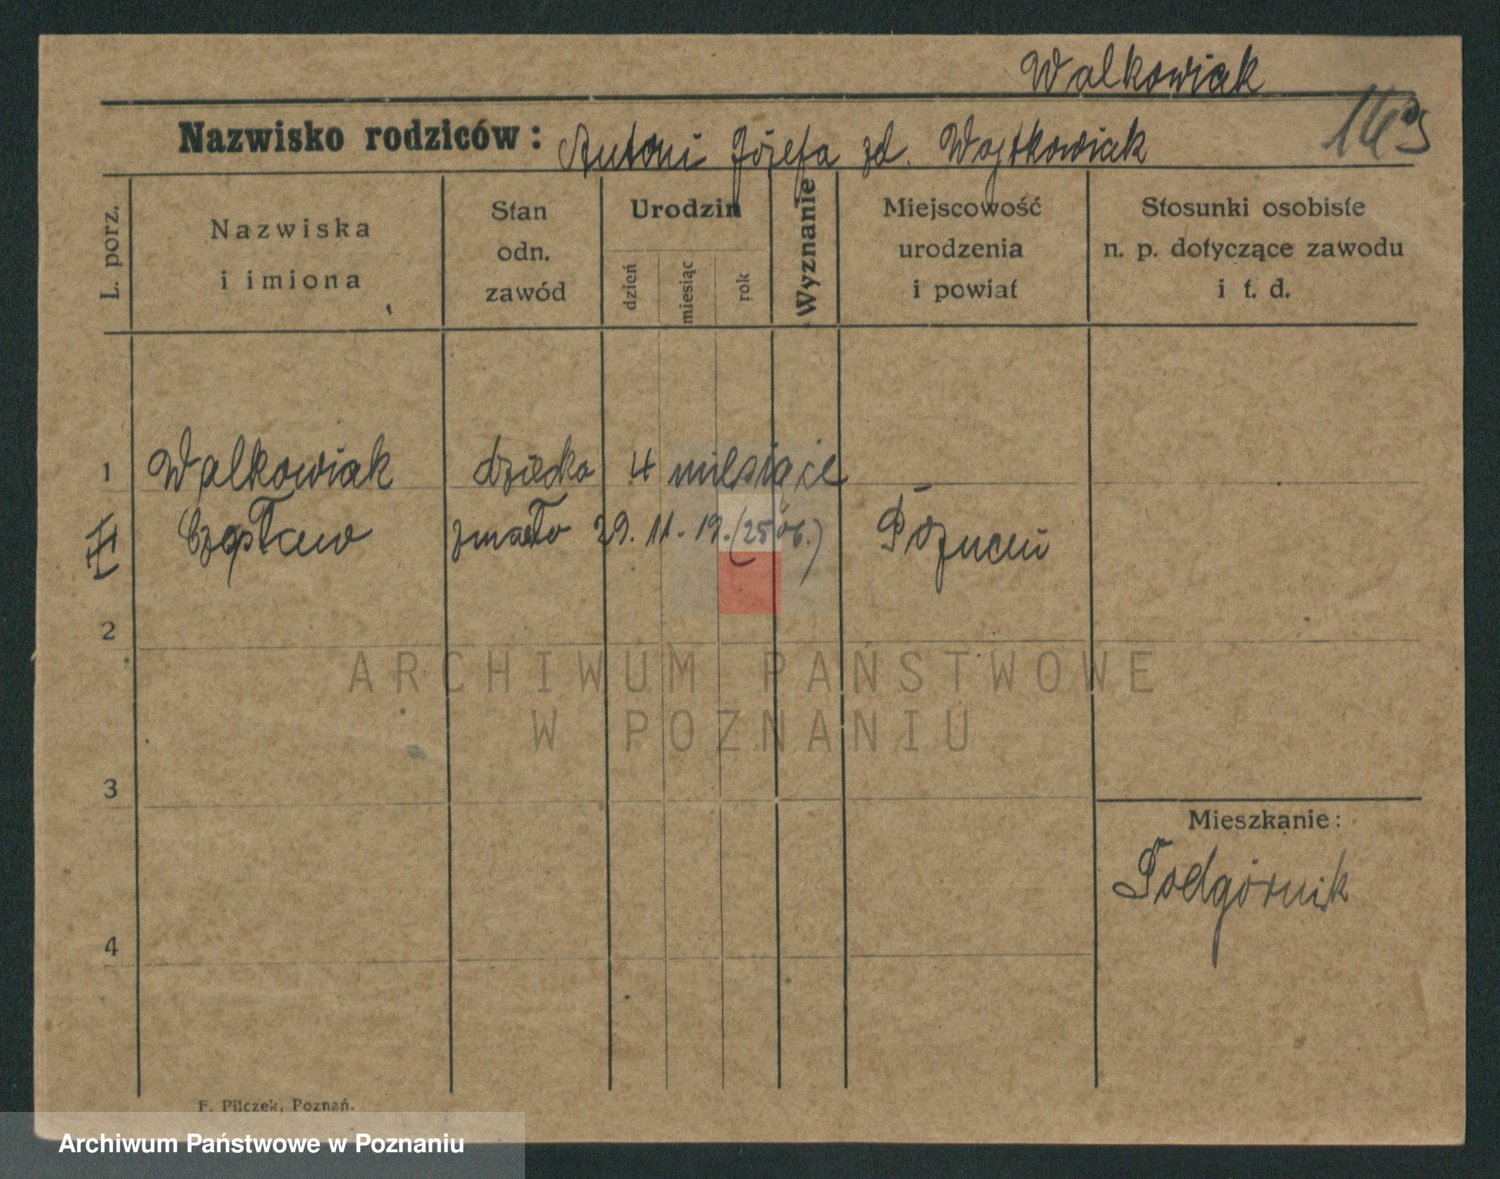 Walkowiak
Nazwisko rodziców: Antoni Józefa zd. Wojtkowiak
L. porz.
Nazwiska
i imiona
Stan
odn.
zawód
Urodzin
dzień
miesiąc
rok
Wyznanie
Miejscowość
urodzenia
i powiat
Stosunki osobiste
n. p. dotyczące zawodu
i t. d.
1 Walkowiak dziecko 4 miesiące
Czesław zmarło 29. 11. 19. (25 r.b.) Poznań
2
ARCHIWUM PAŃSTWOWE
W POZNANIU
3
Mieszkanie:
Podgórnik
4
F. Pilczek, Poznań.
Archiwum Państwowe w Poznaniu